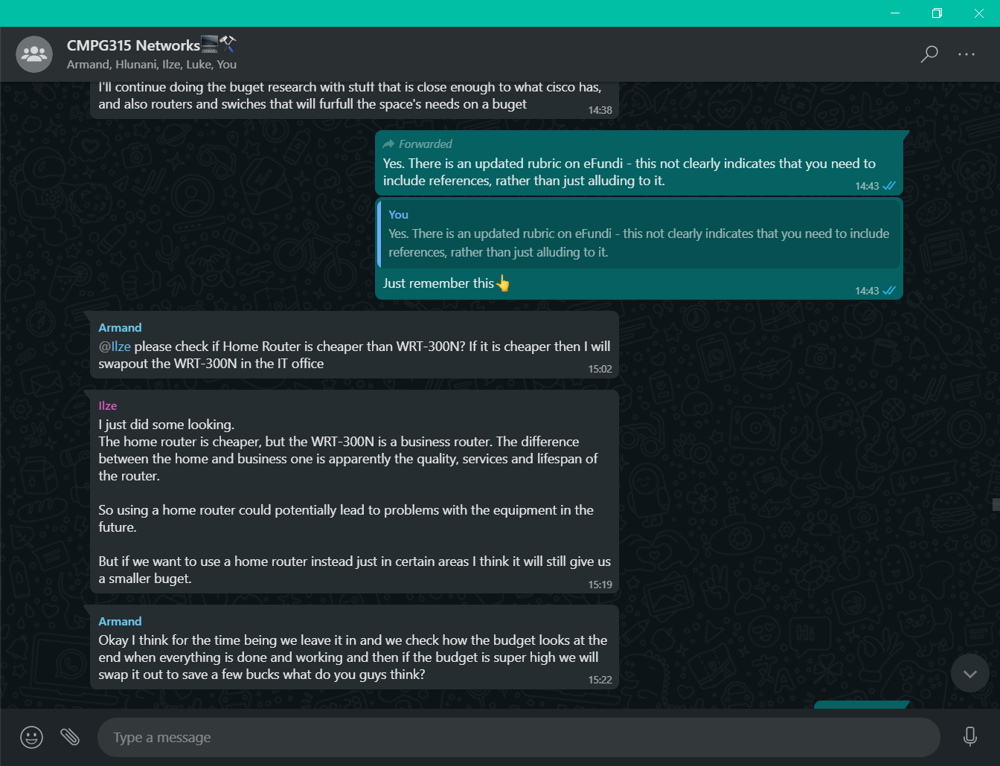 CMPG315 Networks
Armand, Hlunani, Ilze, Luke, You
I'll continue doing the buget research with stuff that is close enough to what cisco has,
and also routers and swiches that will furfull the space's needs on a buget
14:38
Forwarded
Yes. There is an updated rubric on eFundi - this not clearly indicates that you need to
include references, rather than just alluding to it.
14:43
You
Yes. There is an updated rubric on eFundi - this not clearly indicates that you need to include
references, rather than just alluding to it.
Just remember this👆
14:43
Armand
@Ilze please check if Home Router is cheaper than WRT-300N? If it is cheaper then I will
swapout the WRT-300N in the IT office
15:02
Ilze
I just did some looking.
The home router is cheaper, but the WRT-300N is a business router. The difference
between the home and business one is apparently the quality, services and lifespan of
the router.
So using a home router could potentially lead to problems with the equipment in the
future.
But if we want to use a home router instead just in certain areas I think it will still give us
a smaller buget.
15:19
Armand
Okay I think for the time being we leave it in and we check how the budget looks at the
end when everything is done and working and then if the budget is super high we will
swap it out to save a few bucks what do you guys think?
15:22
Type a message